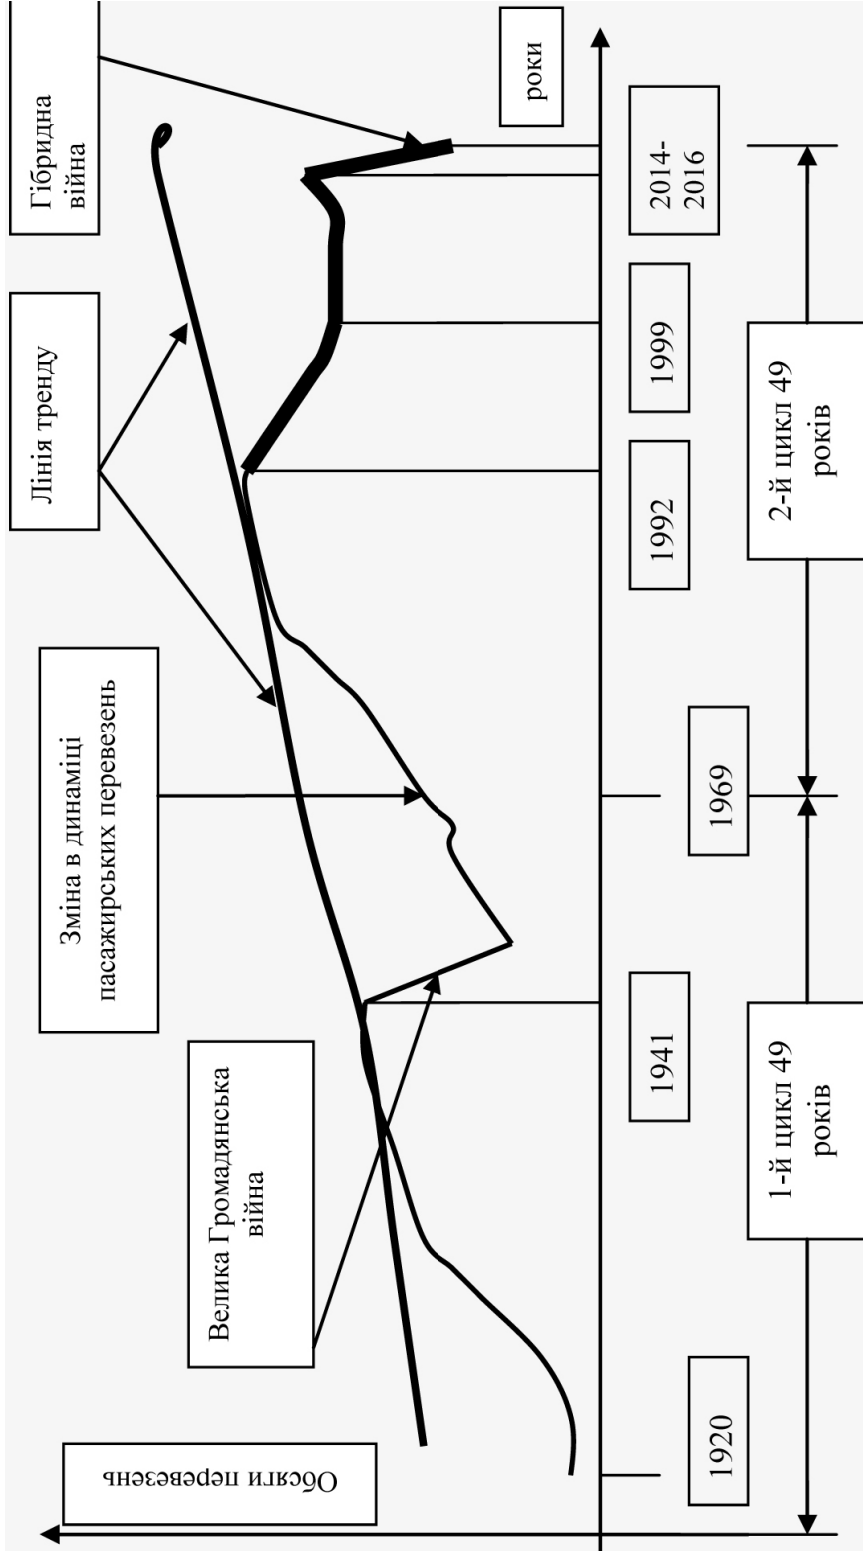 Обсяги перевезень
Велика Громадянська
війна
Зміна в динаміці
пасажирських перевезень
Лінія тренду
Гібридна
війна
роки
1920
1941
1969
1992
1999
2014-
2016
1-й цикл 49
років
2-й цикл 49
років